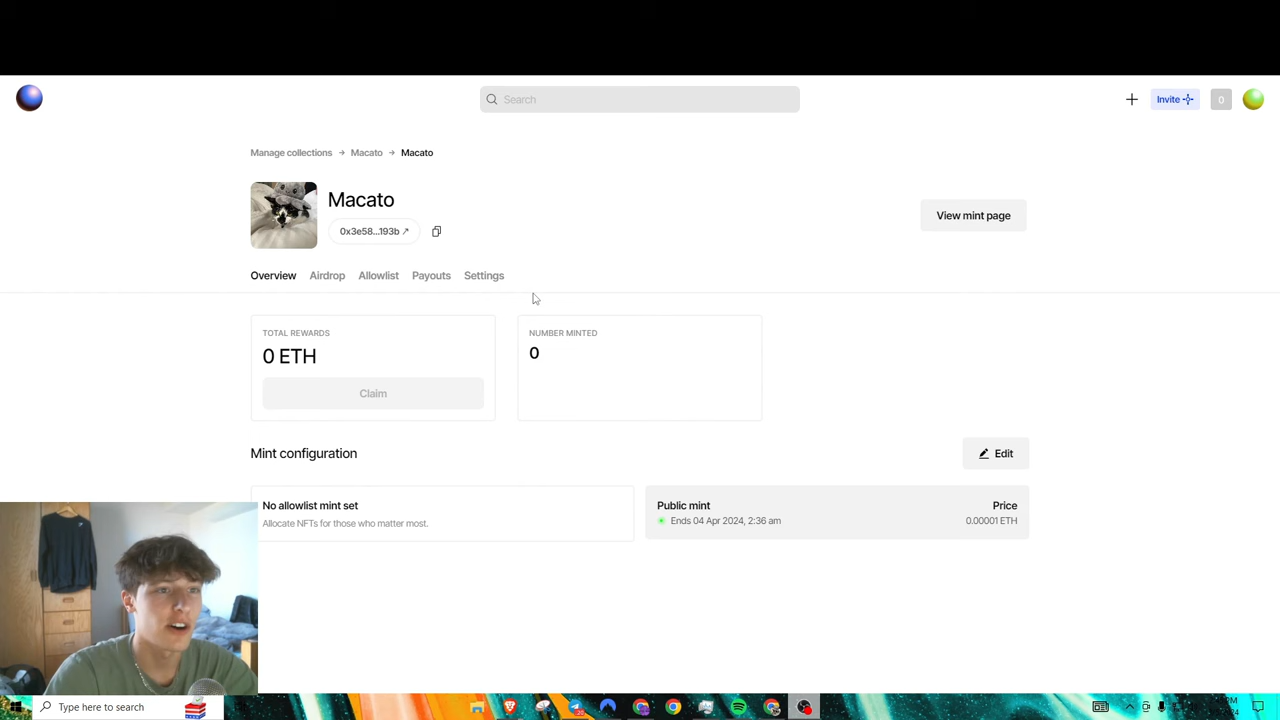 Search
Invite
0
Manage collections → Macato → Macato
Macato
0x3e58...193b ↗
View mint page
Overview
Airdrop
Allowlist
Payouts
Settings
TOTAL REWARDS
0 ETH
Claim
NUMBER MINTED
0
Mint configuration
Edit
No allowlist mint set
Allocate NFTs for those who matter most.
Public mint
Price
Ends 04 Apr 2024, 2:36 am
0.00001 ETH
Type here to search